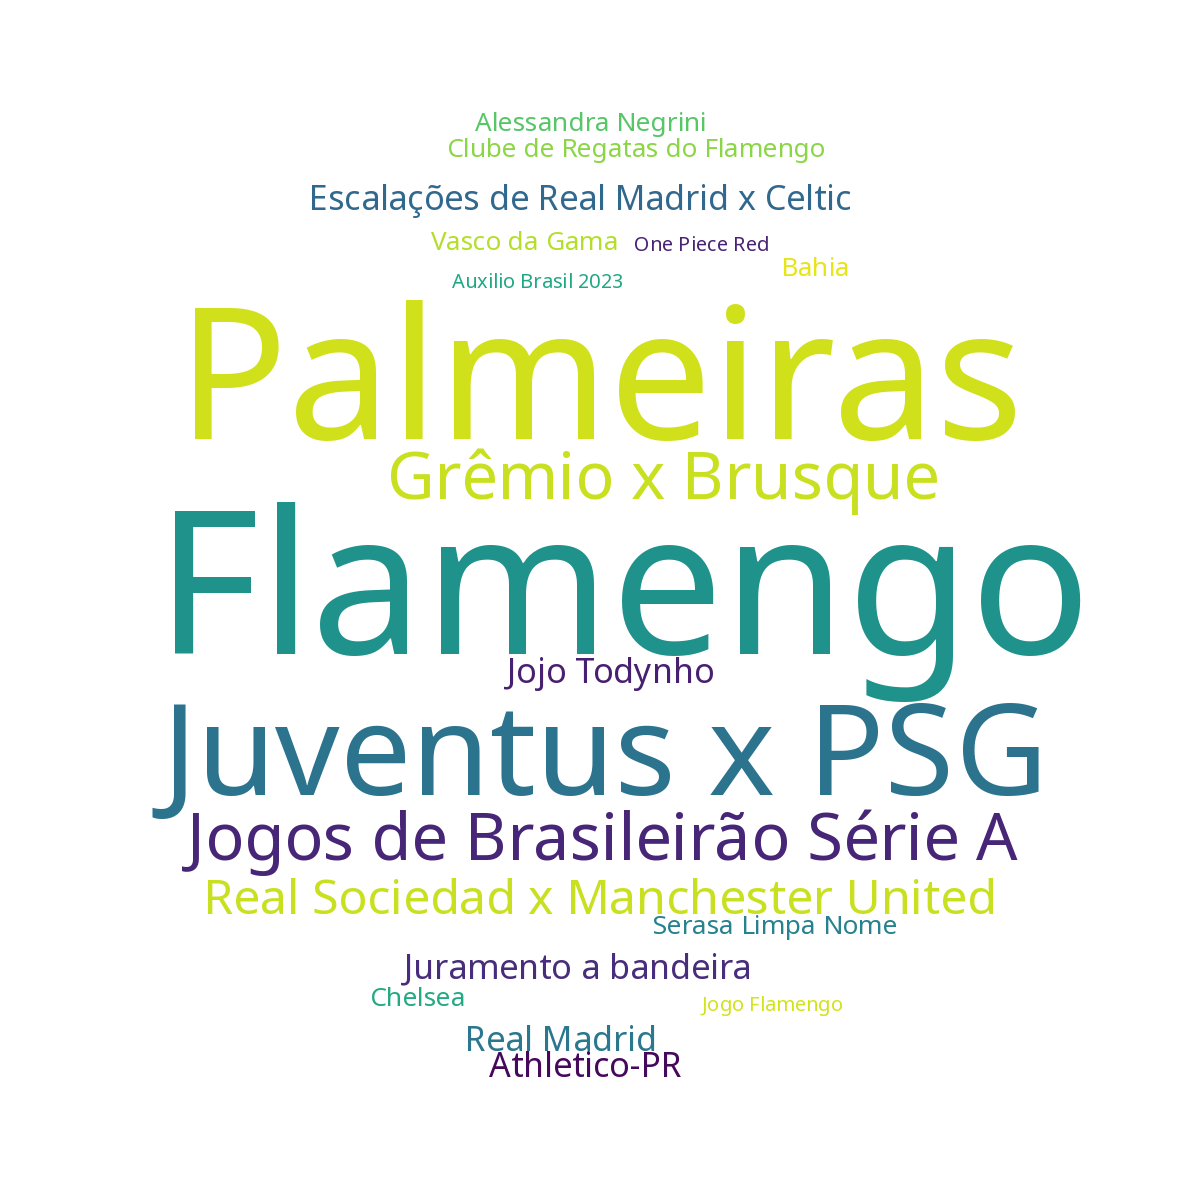 Alessandra Negrini
Clube de Regatas do Flamengo
Escalações de Real Madrid x Celtic
Vasco da Gama
One Piece Red
Bahia
Auxilio Brasil 2023
Palmeiras
Grêmio x Brusque
Flamengo
Jojo Todynho
Juventus x PSG
Jogos de Brasileirão Série A
Real Sociedad x Manchester United
Serasa Limpa Nome
Juramento a bandeira
Chelsea
Jogo Flamengo
Real Madrid
Athletico-PR